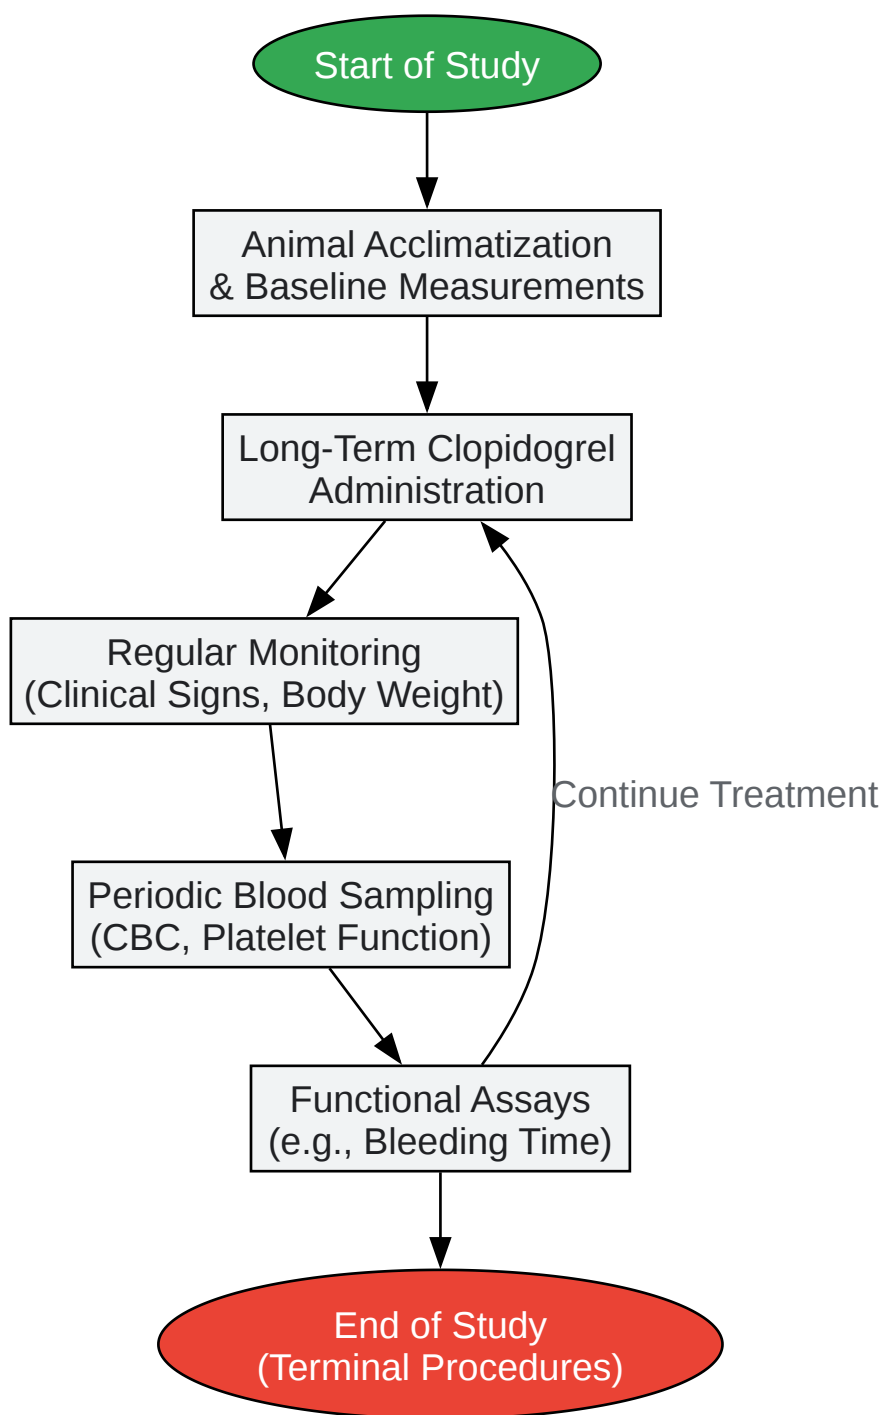 Start of Study
Animal Acclimatization
& Baseline Measurements
Long-Term Clopidogrel
Administration
Regular Monitoring
(Clinical Signs, Body Weight)
Continue Treatment
Periodic Blood Sampling
(CBC, Platelet Function)
Functional Assays
(e.g., Bleeding Time)
End of Study
(Terminal Procedures)